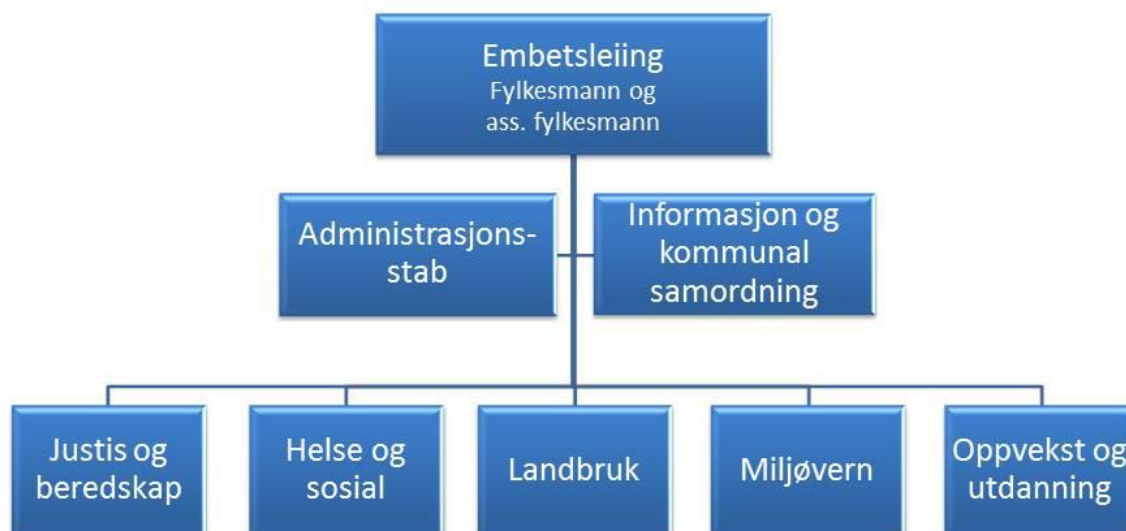 Embetsleiing
Fylkesmann og
ass. fylkesmann
Administrasjons-
stab
Informasjon og
kommunal
samordning
Justis og
beredskap
Helse og
sosial
Landbruk
Miljøvern
Oppvekst og
utdanning